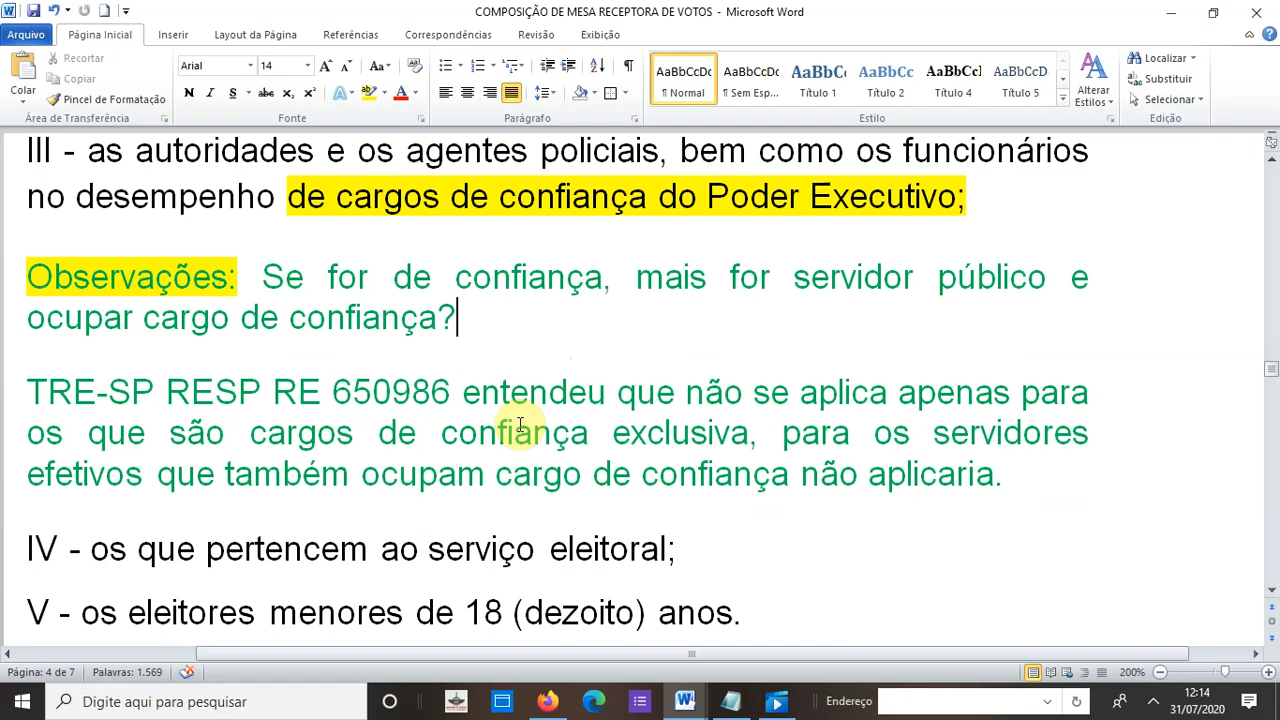 COMPOSIÇÃO DE MESA RECEPTORA DE VOTOS - Microsoft Word
Arquivo Página Inicial Inserir Layout da Página Referências Correspondências Revisão Exibição
Recortar
Copiar
Pincel de Formatação
Colar
Área de Transferência
Arial 14
N I S abc x₂ x²
Fonte
Parágrafo
AaBbCcDc AaBbCcDc AaBbCc AaBbCc AaBbCcI AaBbCcDc
¶ Normal ¶ Sem Esp... Título 1 Título 2 Título 4 Título 5
Alterar
Estilos
Estilo
Localizar
Substituir
Selecionar
Edição
III - as autoridades e os agentes policiais, bem como os funcionários
no desempenho de cargos de confiança do Poder Executivo;
Observações: Se for de confiança, mais for servidor público e
ocupar cargo de confiança?
TRE-SP RESP RE 650986 entendeu que não se aplica apenas para
os que são cargos de confiança exclusiva, para os servidores
efetivos que também ocupam cargo de confiança não aplicaria.
IV - os que pertencem ao serviço eleitoral;
V - os eleitores menores de 18 (dezoito) anos.
Página: 4 de 7 Palavras: 1.569 200%
Digite aqui para pesquisar
Endereço
12:14
31/07/2020